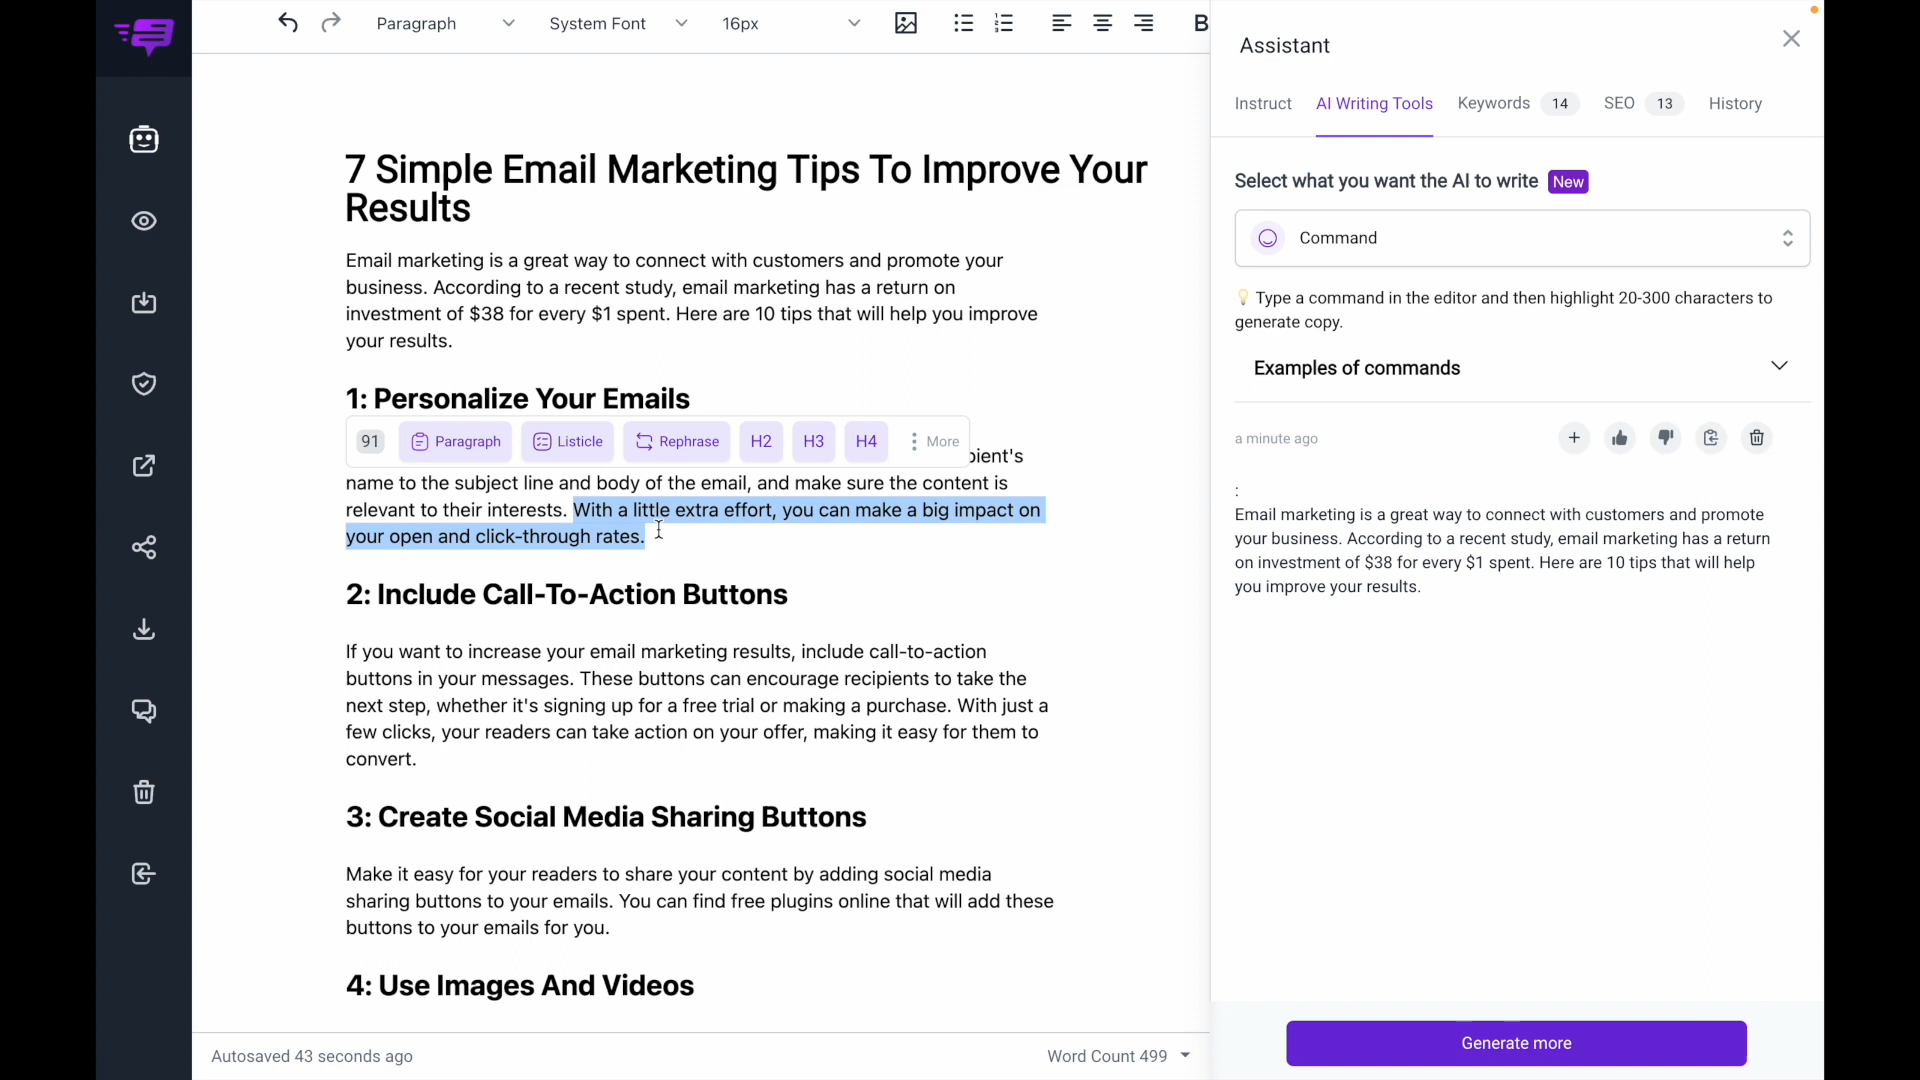 Paragraph
System Font
16px
B
7 Simple Email Marketing Tips To Improve Your
Results
Email marketing is a great way to connect with customers and promote your
business. According to a recent study, email marketing has a return on
investment of $38 for every $1 spent. Here are 10 tips that will help you improve
your results.
1: Personalize Your Emails
91
Paragraph
Listicle
Rephrase
H2
H3
H4
More
pient's
name to the subject line and body of the email, and make sure the content is
relevant to their interests. With a little extra effort, you can make a big impact on
your open and click-through rates.
2: Include Call-To-Action Buttons
If you want to increase your email marketing results, include call-to-action
buttons in your messages. These buttons can encourage recipients to take the
next step, whether it's signing up for a free trial or making a purchase. With just a
few clicks, your readers can take action on your offer, making it easy for them to
convert.
3: Create Social Media Sharing Buttons
Make it easy for your readers to share your content by adding social media
sharing buttons to your emails. You can find free plugins online that will add these
buttons to your emails for you.
4: Use Images And Videos
Autosaved 43 seconds ago
Word Count 499
Assistant
Instruct
AI Writing Tools
Keywords 14
SEO 13
History
Select what you want the AI to write New
Command
Type a command in the editor and then highlight 20-300 characters to
generate copy.
Examples of commands
a minute ago
:
Email marketing is a great way to connect with customers and promote
your business. According to a recent study, email marketing has a return
on investment of $38 for every $1 spent. Here are 10 tips that will help
you improve your results.
Generate more